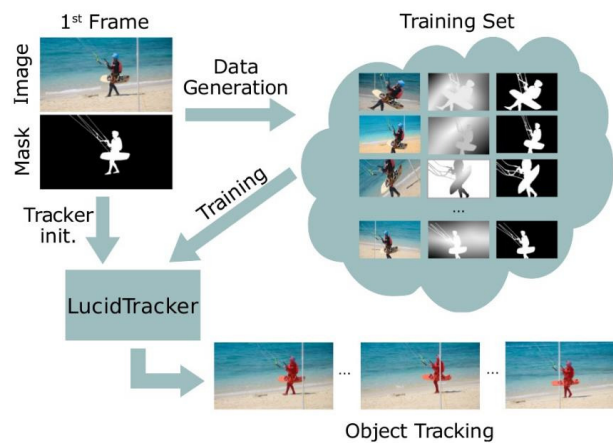 1st Frame
Training Set
Image
Mask
Data
Generation
Training
Tracker
init.
...
LucidTracker
...
...
Object Tracking